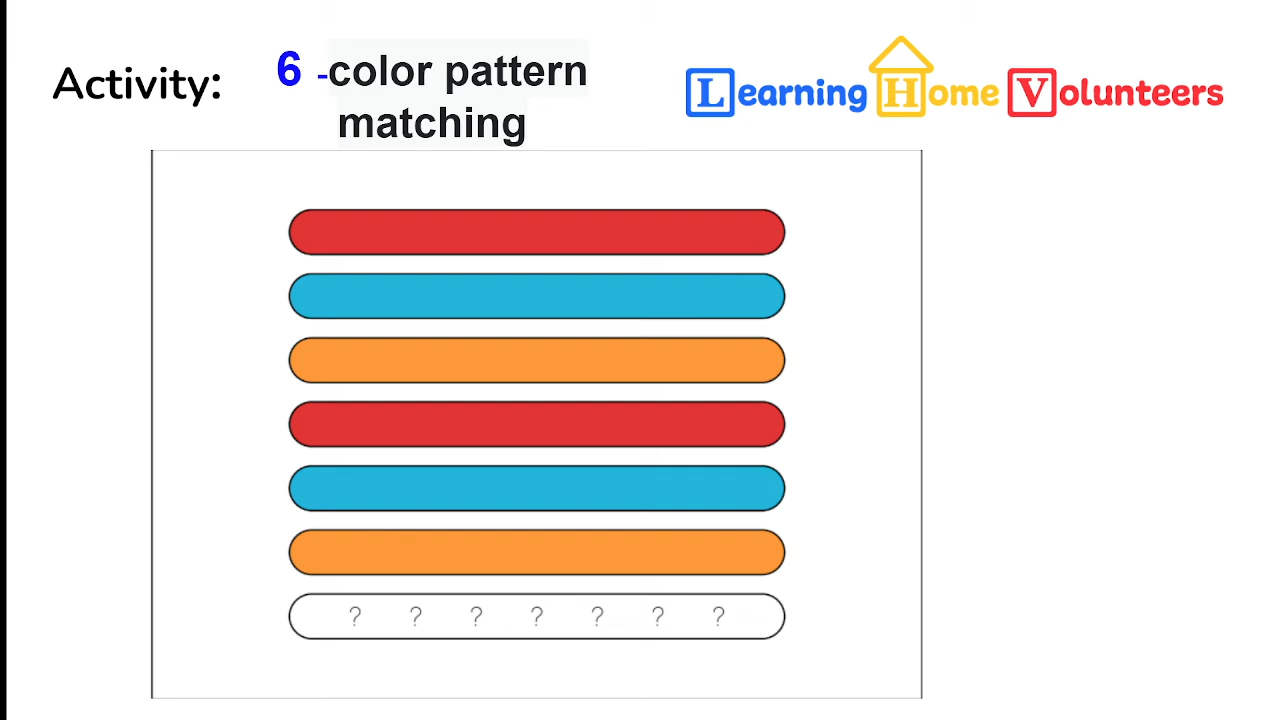 Activity:
6 -color pattern
matching
Learning Home Volunteers
? ? ? ? ? ? ?